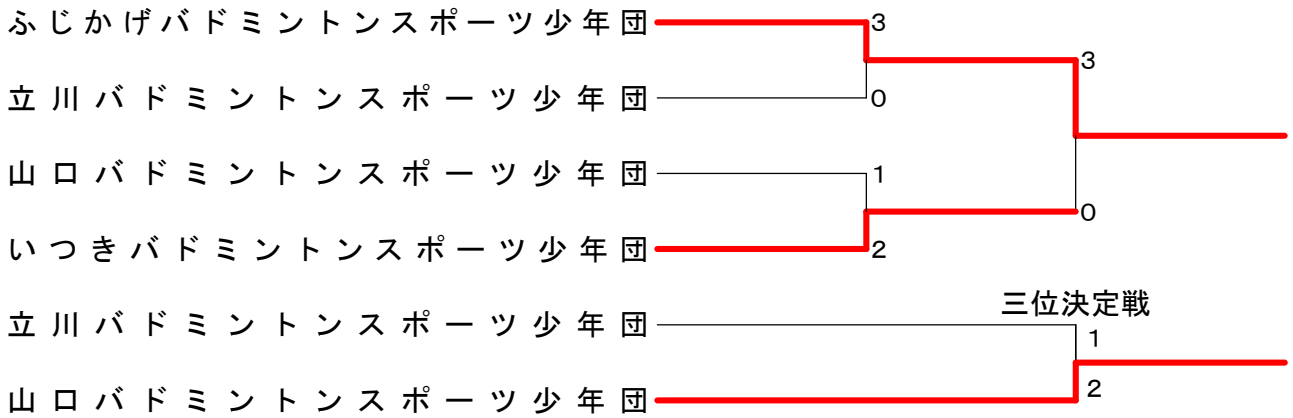 ふじかげバドミントンスポーツ少年団
3
3
立川バドミントンスポーツ少年団
0
山口バドミントンスポーツ少年団
1
0
いつきバドミントンスポーツ少年団
2
三位決定戦
立川バドミントンスポーツ少年団
1
山口バドミントンスポーツ少年団
2